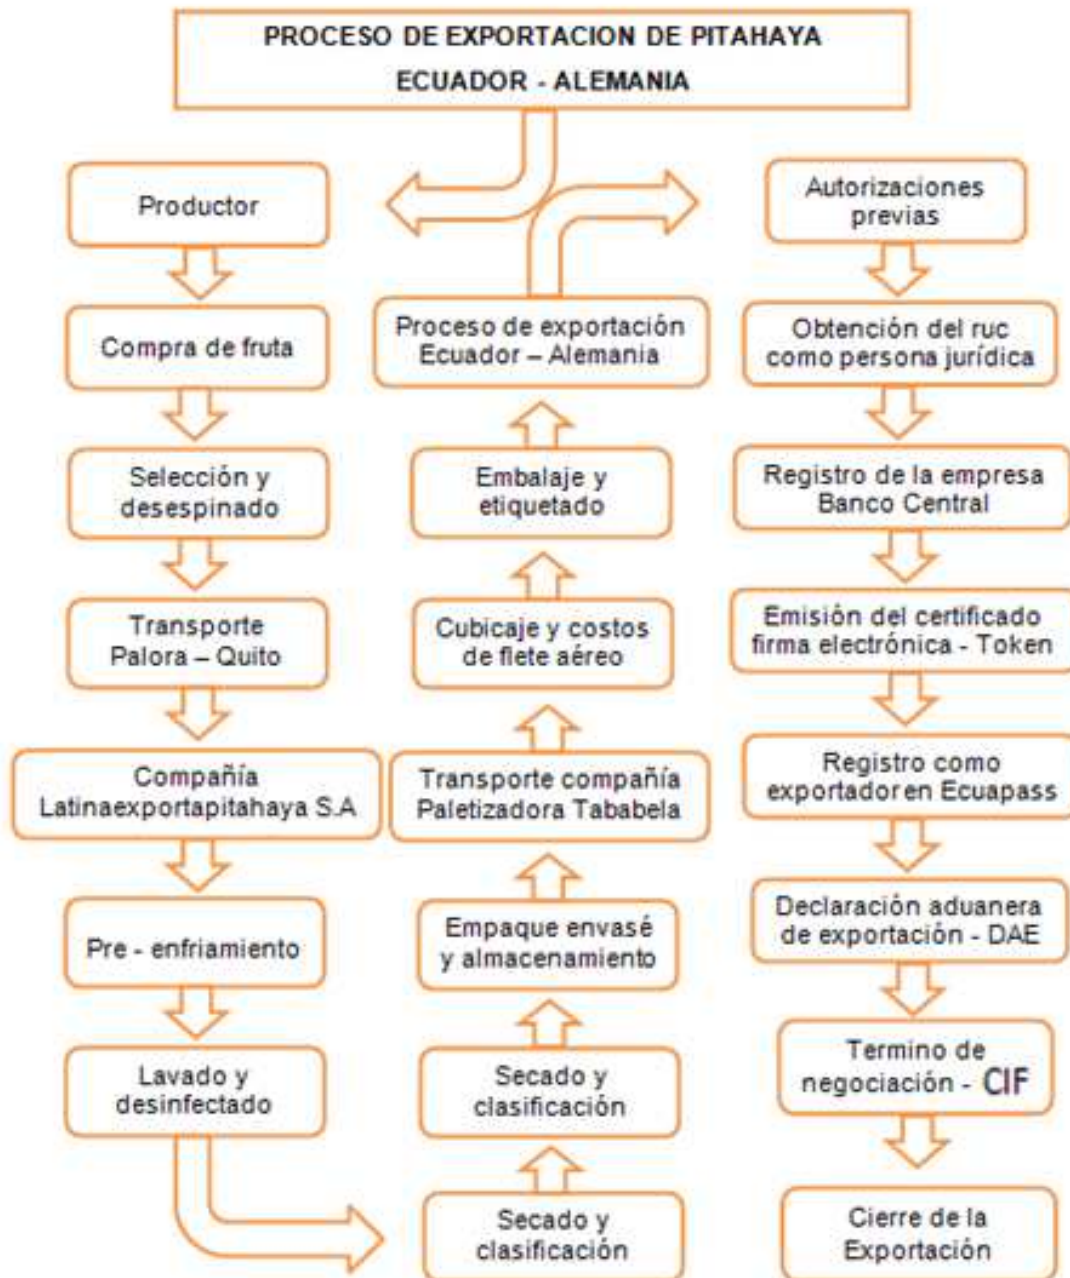 PROCESO DE EXPORTACION DE PITAHAYA
ECUADOR - ALEMANIA
Productor
Compra de fruta
Selección y
desespinado
Transporte
Palora – Quito
Compañía
Latinaexportapitahaya S.A
Pre - enfriamiento
Lavado y
desinfectado
Secado y
clasificación
Secado y
clasificación
Empaque envasé
y almacenamiento
Transporte compañía
Paletizadora Tababela
Cubicaje y costos
de flete aéreo
Embalaje y
etiquetado
Proceso de exportación
Ecuador – Alemania
Autorizaciones
previas
Obtención del ruc
como persona jurídica
Registro de la empresa
Banco Central
Emisión del certificado
firma electrónica - Token
Registro como
exportador en Ecuapass
Declaración aduanera
de exportación - DAE
Termino de
negociación - CIF
Cierre de la
Exportación